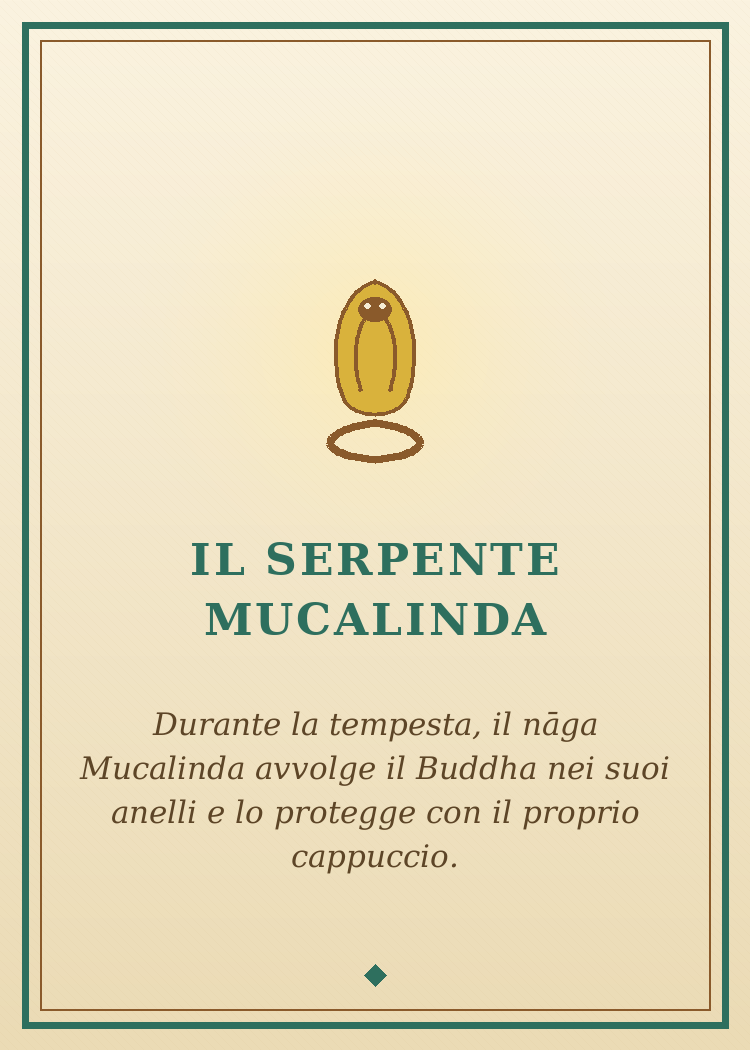 IL SERPENTE
MUCALINDA
Durante la tempesta, il nāga
Mucalinda avvolge il Buddha nei suoi
anelli e lo protegge con il proprio
cappuccio.